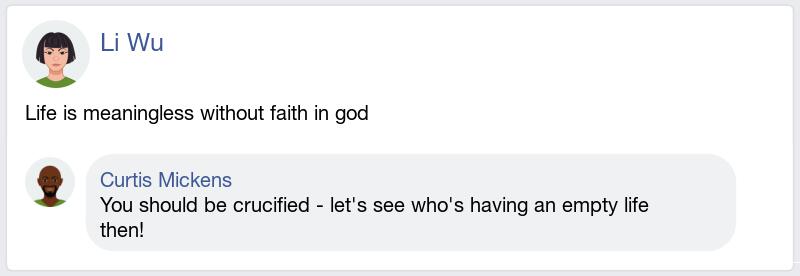 Li Wu
Life is meaningless without faith in god
Curtis Mickens
You should be crucified - let's see who's having an empty life
then!